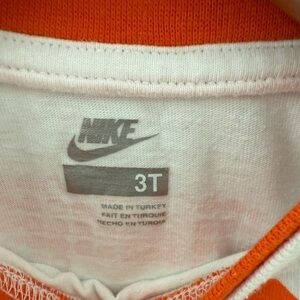 NIKE
3T
MADE IN TURKEY
FAIT EN TURQUIE
HECHO EN TURQUIA